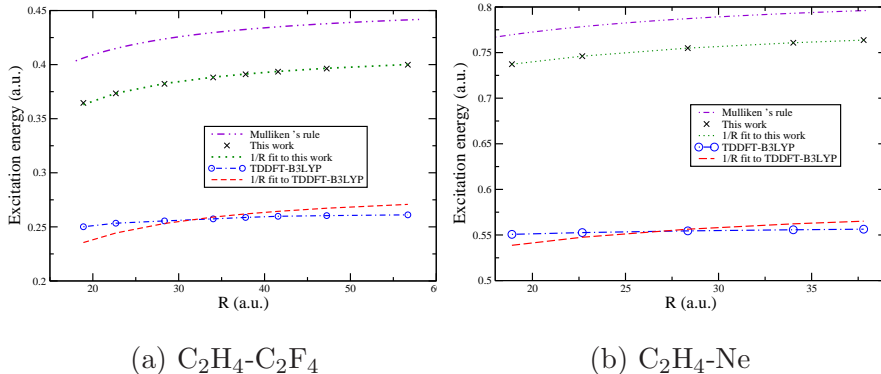 0.45
0.4
0.35
0.3
0.25
0.2
Excitation energy (a.u.)
Mulliken 's rule
This work
1/R fit to this work
TDDFT-B3LYP
1/R fit to TDDFT-B3LYP
20
30
40
50
R (a.u.)
(a) C₂H₄-C₂F₄
0.8
0.75
0.7
0.65
0.6
0.55
0.5
Excitation energy (a.u.)
Mulliken 's rule
This work
1/R fit to this work
TDDFT-B3LYP
1/R fit to TDDFT-B3LYP
20
25
30
35
R (a.u.)
(b) C₂H₄-Ne